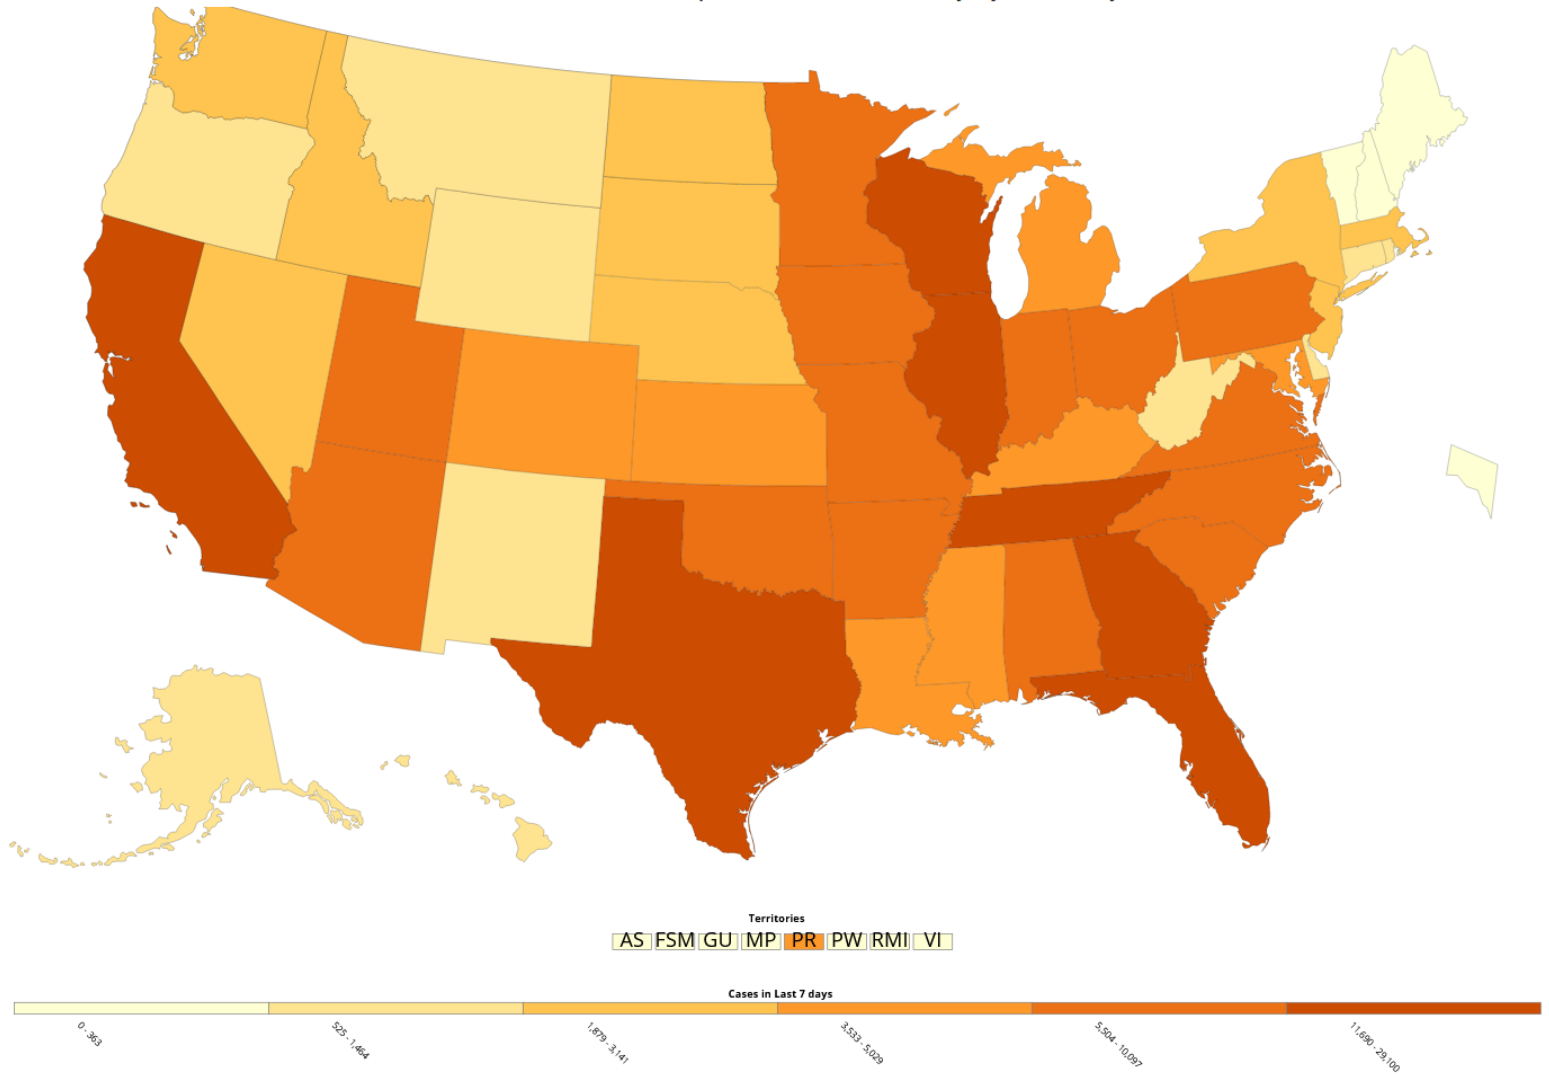 Territories
AS FSM GU MP PR PW RMI VI
Cases in Last 7 days
0 - 363
525 - 1,464
1,879 - 3,141
3,533 - 5,029
5,504 - 10,097
11,690 - 29,100